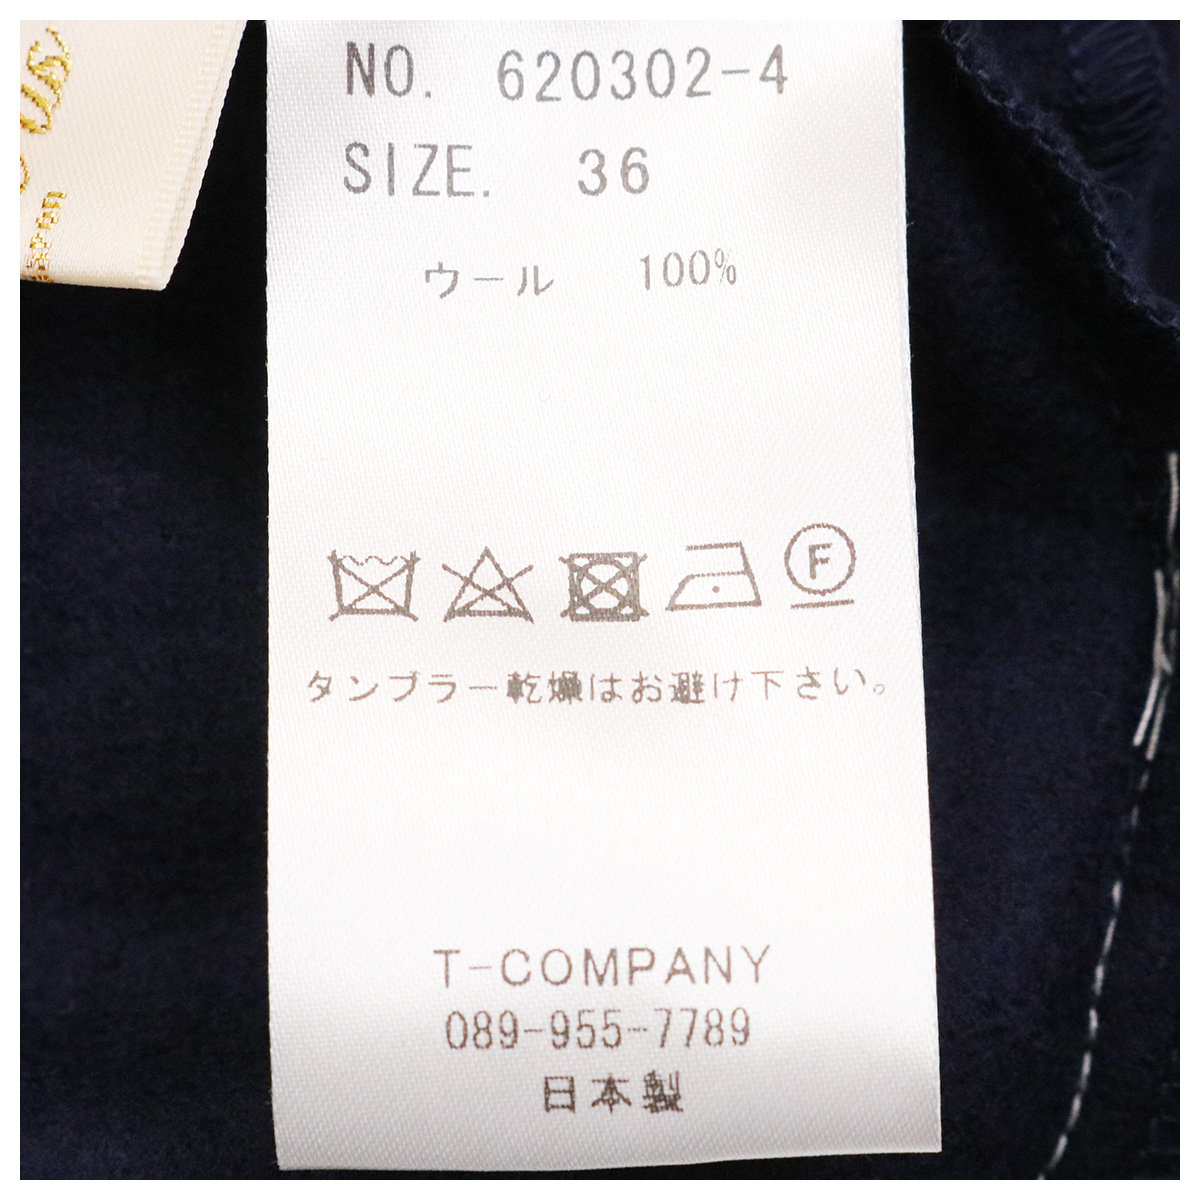 NO. 620302-4
SIZE. 36
ウール 100%
F
タンブラー乾燥はお避け下さい。
T-COMPANY
089-955-7789
日本製